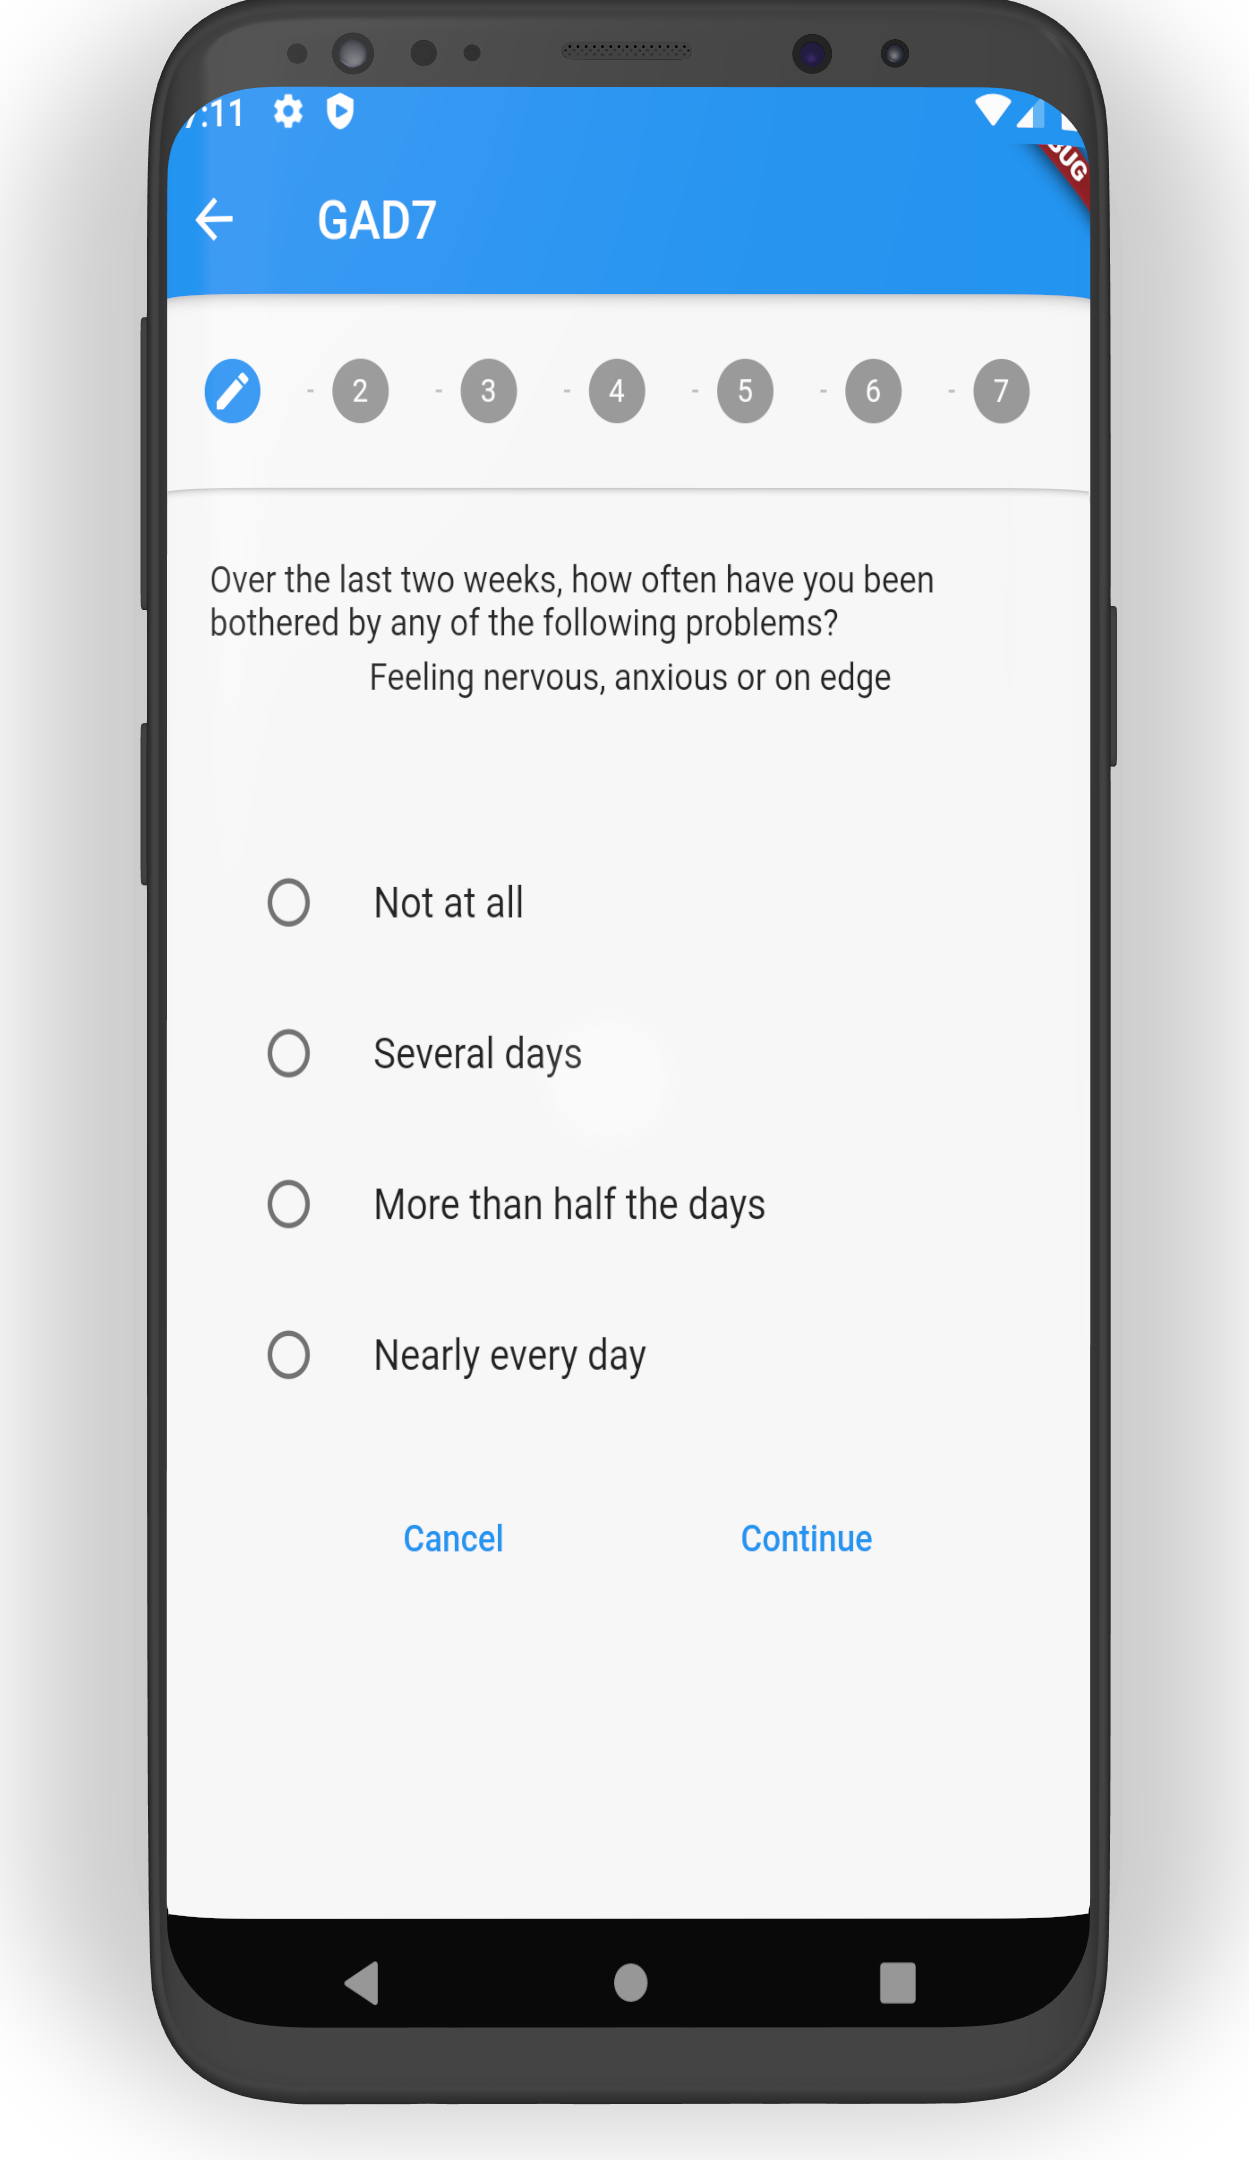 :11
GAD7
2 - 3 - 4 - 5 - 6 - 7
Over the last two weeks, how often have you been
bothered by any of the following problems?
Feeling nervous, anxious or on edge
Not at all
Several days
More than half the days
Nearly every day
Cancel Continue